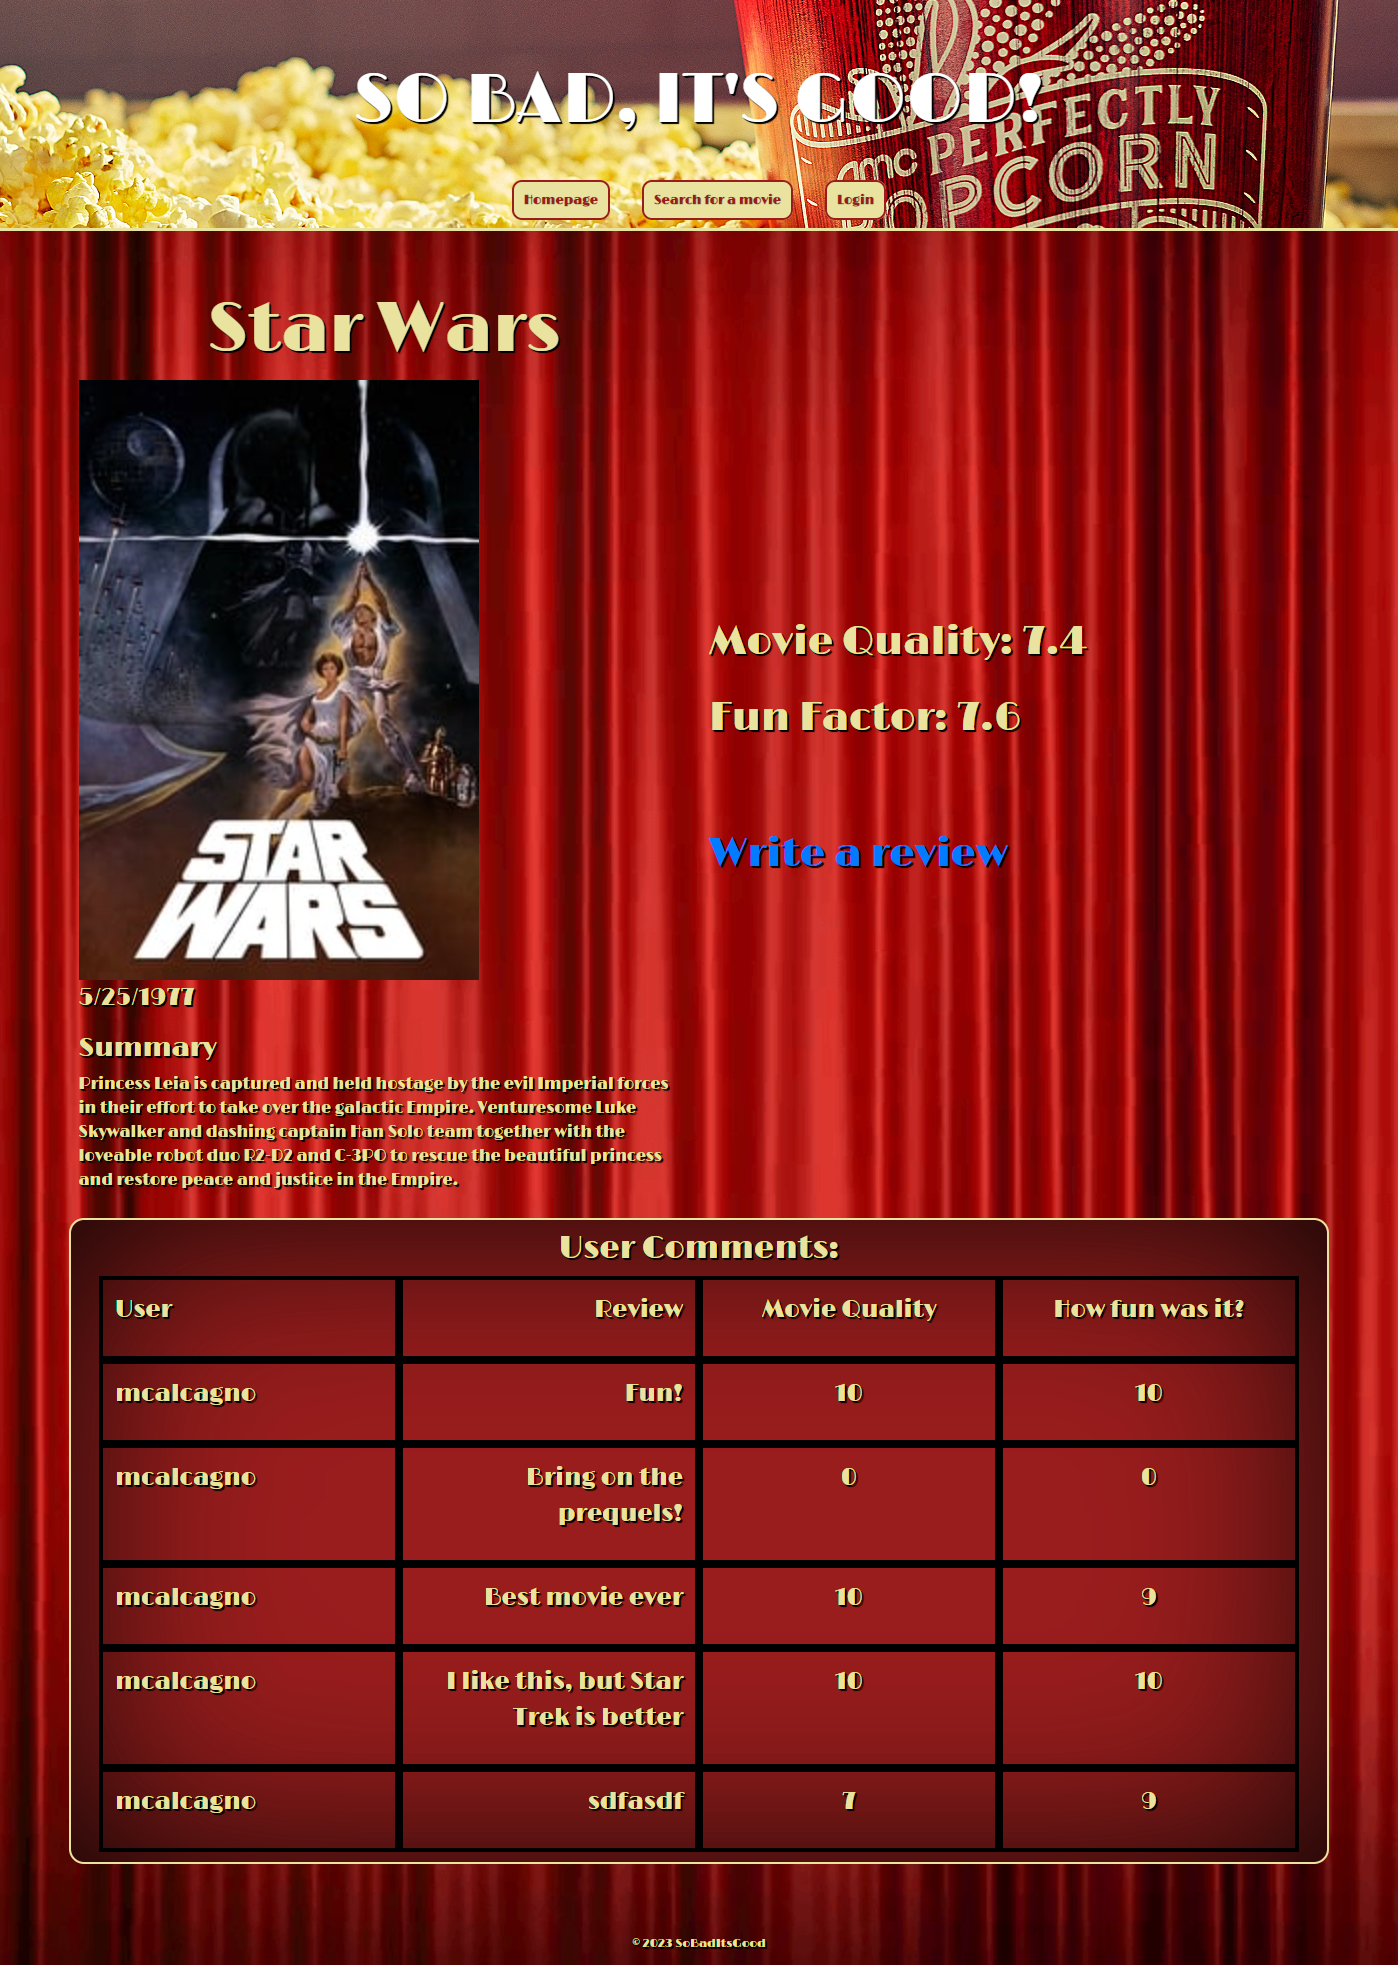 SO BAD, IT'S GOOD!
amc PERFECTLY
POPCORN
Homepage
Search for a movie
Login
Star Wars
STAR
WARS
Movie Quality: 7.4
Fun Factor: 7.6
Write a review
5/25/1977
Summary
Princess Leia is captured and held hostage by the evil Imperial forces
in their effort to take over the galactic Empire. Venturesome Luke
Skywalker and dashing captain Han Solo team together with the
loveable robot duo R2-D2 and C-3PO to rescue the beautiful princess
and restore peace and justice in the Empire.
User Comments:
User Review Movie Quality How fun was it?
mcalcagno Fun! 10 10
mcalcagno Bring on the 0 0
prequels!
mcalcagno Best movie ever 10 9
mcalcagno I like this, but Star 10 10
Trek is better
mcalcagno sdfasdf 7 9
© 2023 SoBadItsGood